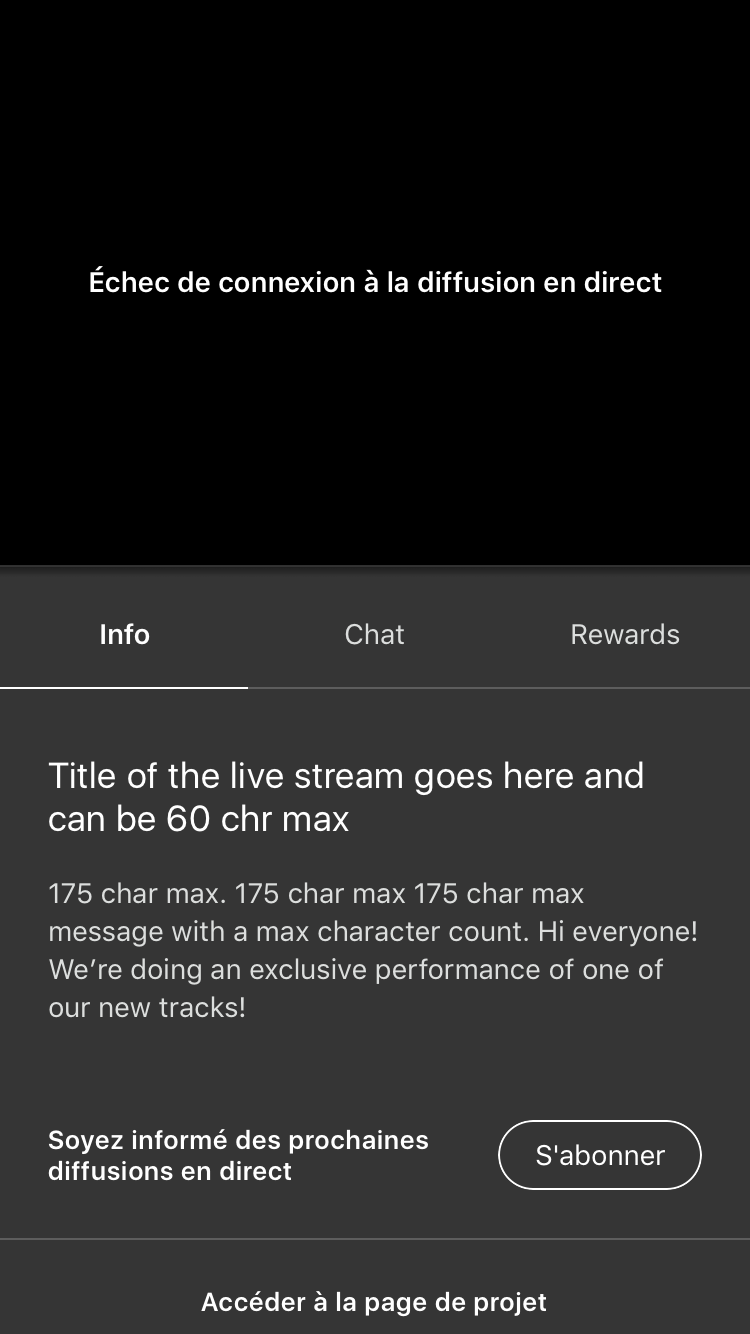 Échec de connexion à la diffusion en direct
Info
Chat
Rewards
Title of the live stream goes here and
can be 60 chr max
175 char max. 175 char max 175 char max
message with a max character count. Hi everyone!
We’re doing an exclusive performance of one of
our new tracks!
Soyez informé des prochaines
diffusions en direct
S'abonner
Accéder à la page de projet